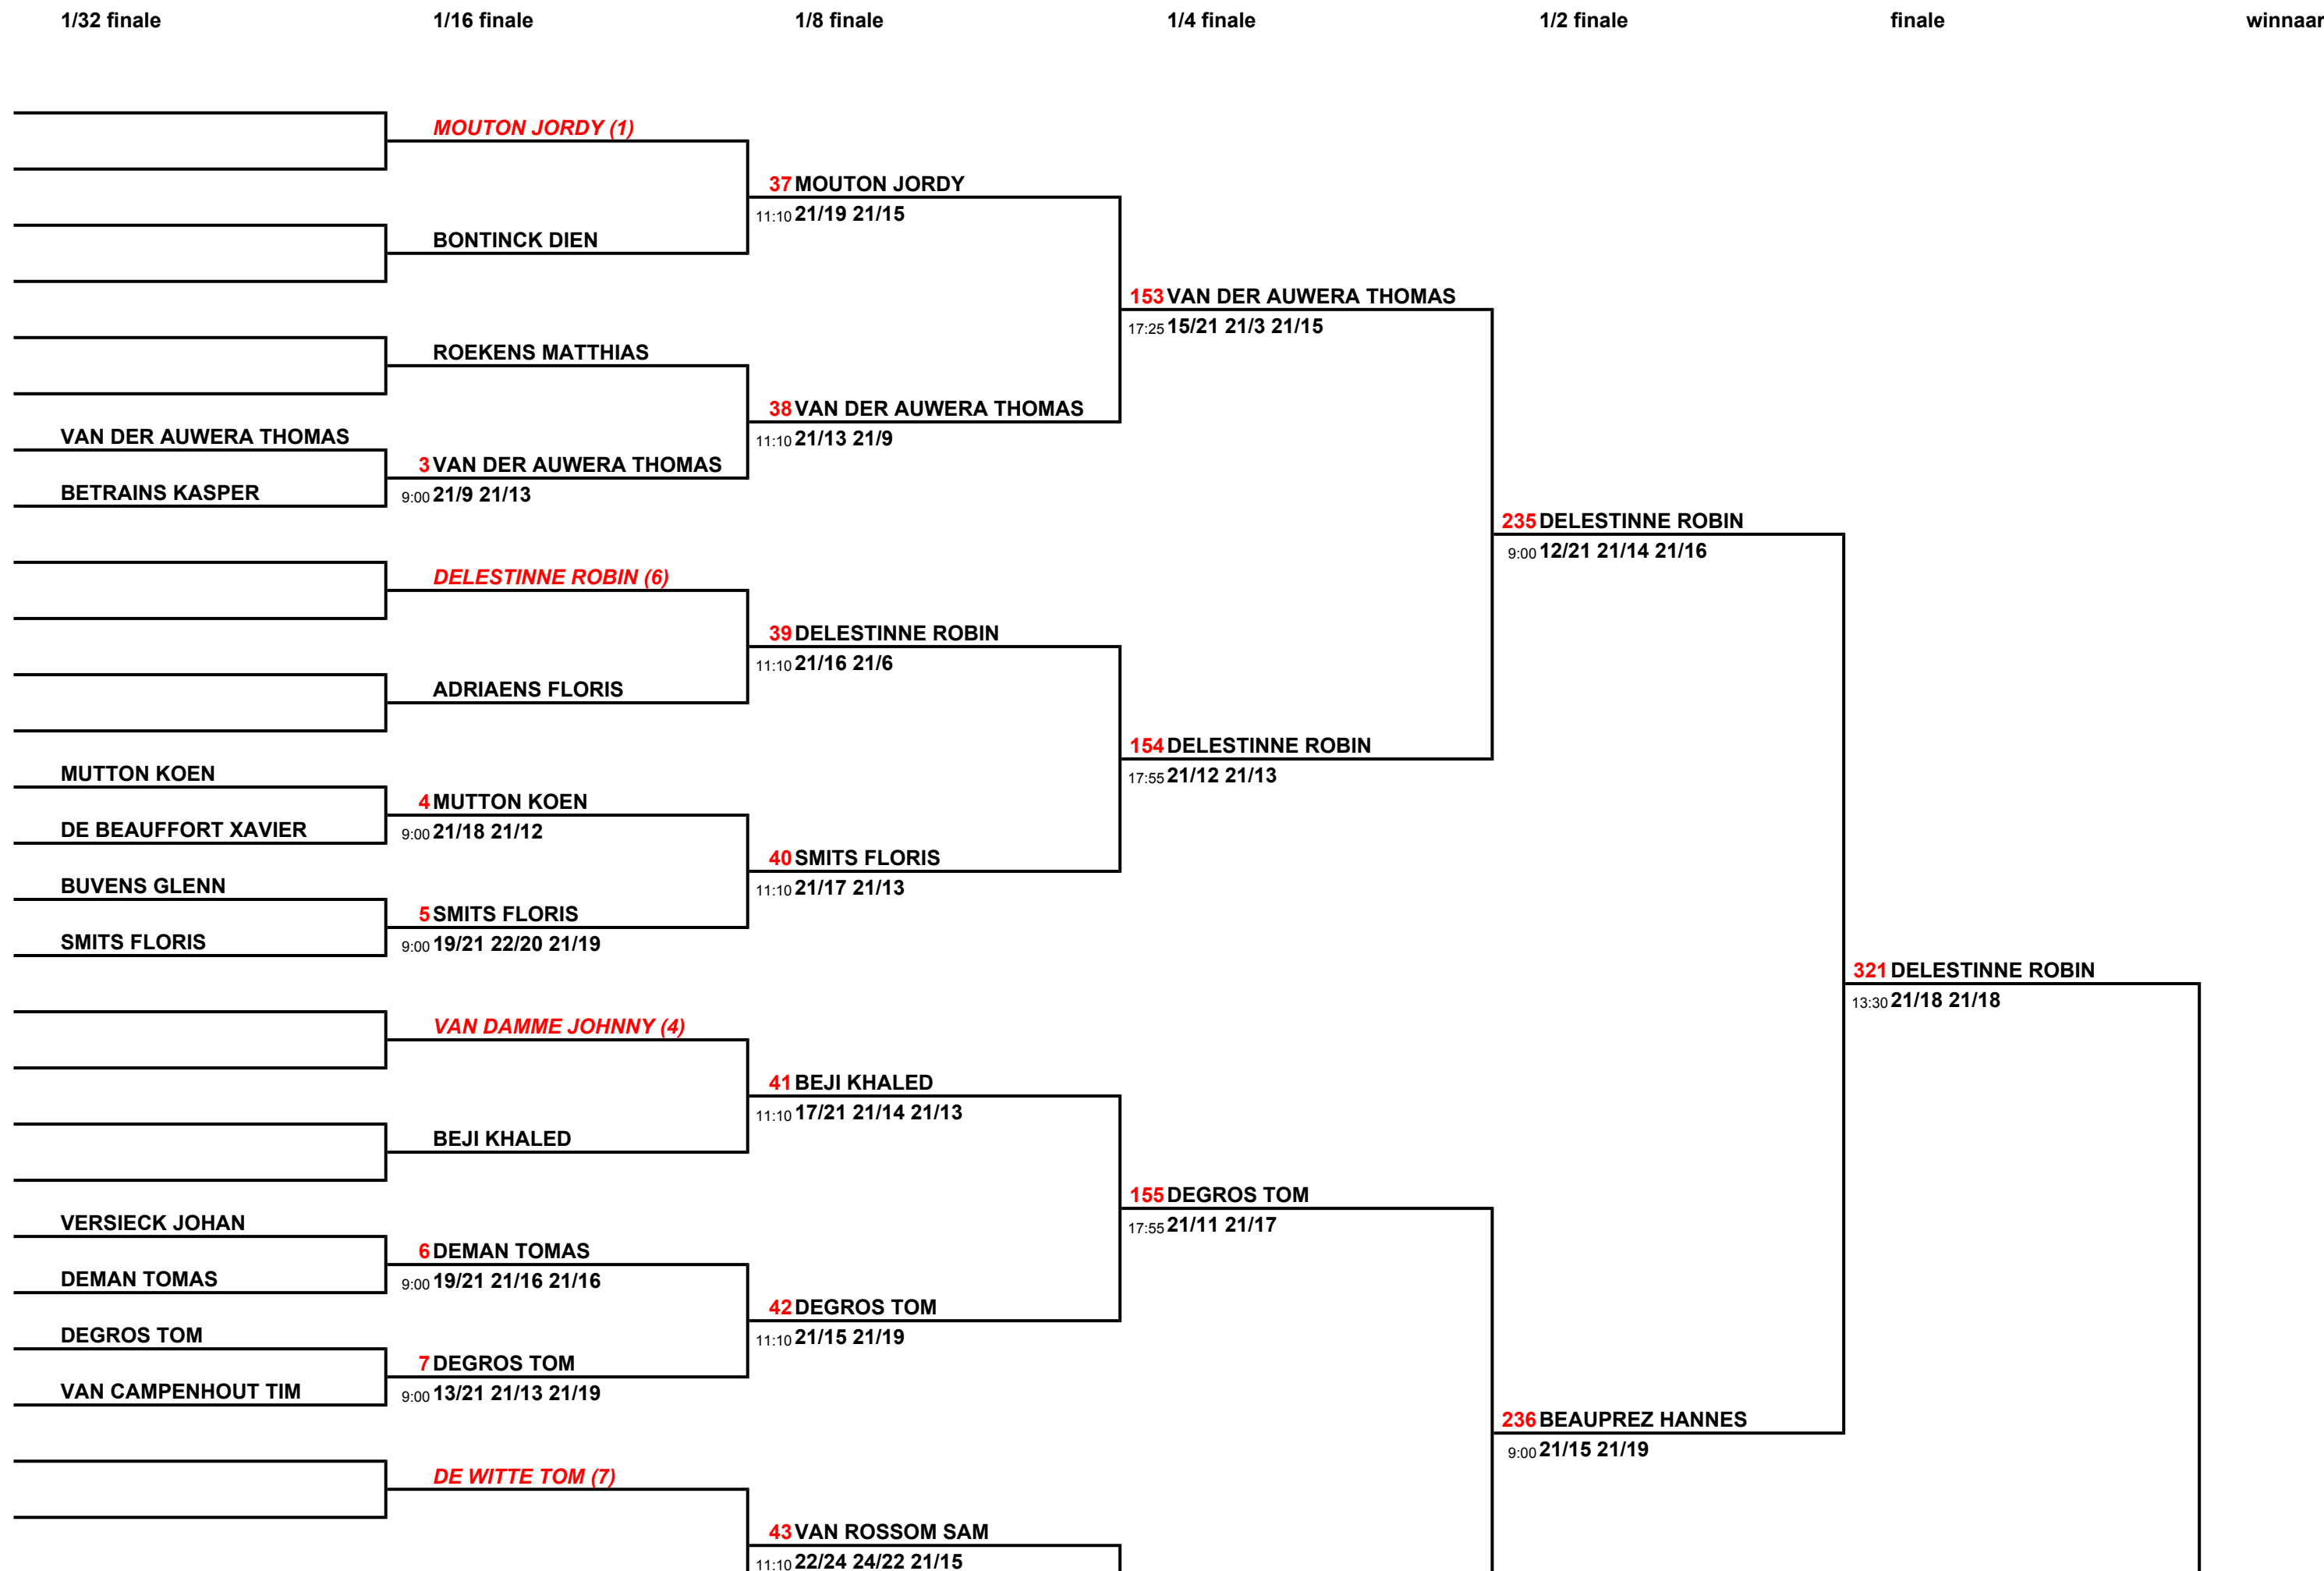 1/32 finale 1/16 finale 1/8 finale 1/4 finale 1/2 finale finale winnaar
MOUTON JORDY (1)
37 MOUTON JORDY
11:10 21/19 21/15
BONTINCK DIEN
153 VAN DER AUWERA THOMAS
17:25 15/21 21/3 21/15
ROEKENS MATTHIAS
38 VAN DER AUWERA THOMAS
11:10 21/13 21/9
VAN DER AUWERA THOMAS
3 VAN DER AUWERA THOMAS
9:00 21/9 21/13
BETRAINS KASPER
235 DELESTINNE ROBIN
9:00 12/21 21/14 21/16
DELESTINNE ROBIN (6)
39 DELESTINNE ROBIN
11:10 21/16 21/6
ADRIAENS FLORIS
154 DELESTINNE ROBIN
17:55 21/12 21/13
MUTTON KOEN
4 MUTTON KOEN
9:00 21/18 21/12
DE BEAUFFORT XAVIER
40 SMITS FLORIS
11:10 21/17 21/13
BUVENS GLENN
5 SMITS FLORIS
9:00 19/21 22/20 21/19
SMITS FLORIS
321 DELESTINNE ROBIN
13:30 21/18 21/18
VAN DAMME JOHNNY (4)
41 BEJI KHALED
11:10 17/21 21/14 21/13
BEJI KHALED
155 DEGROS TOM
17:55 21/11 21/17
VERSIECK JOHAN
6 DEMAN TOMAS
9:00 19/21 21/16 21/16
DEMAN TOMAS
42 DEGROS TOM
11:10 21/15 21/19
DEGROS TOM
7 DEGROS TOM
9:00 13/21 21/13 21/19
VAN CAMPENHOUT TIM
236 BEAUPREZ HANNES
9:00 21/15 21/19
DE WITTE TOM (7)
43 VAN ROSSOM SAM
11:10 22/24 24/22 21/15